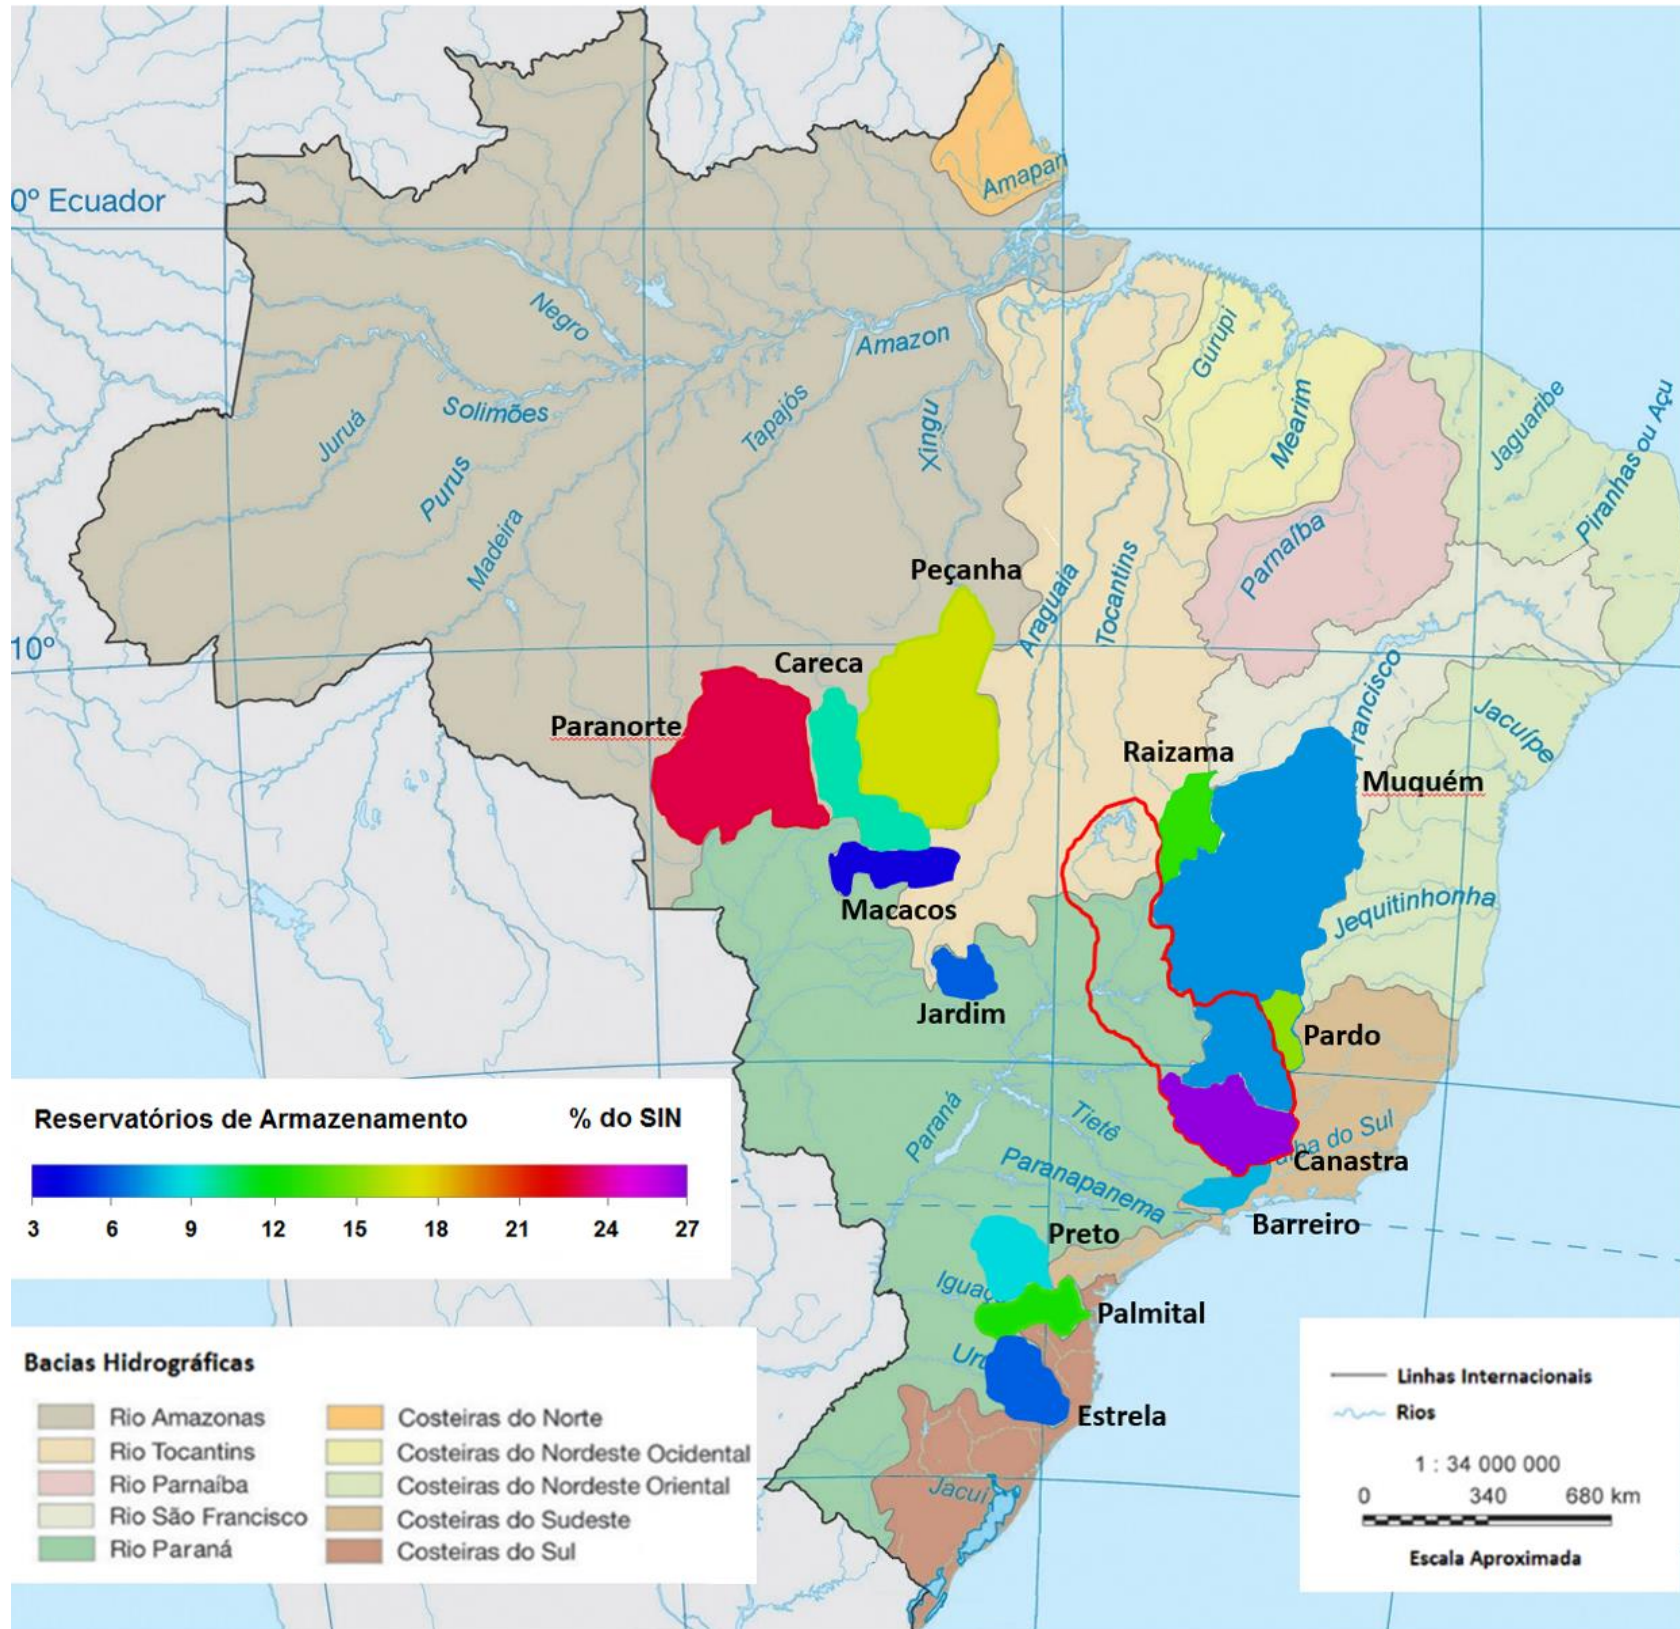 Amapari
0º Ecuador
Negro
Amazon
Gurupi
Solimões
Juruá
Tapajós
Xingu
Mearim
Jaguaribe
Piranhas ou Açu
Purus
Madeira
Parnaíba
Peçanha
Araguaia
Tocantins
10º
Careca
Francisco
Paranorte
Raizama
Jacuípe
Muquém
Macacos
Jequitinhonha
Jardim
Pardo
Paraná
Tietê
do Sul
Paranapanema
Canastra
Barreiro
Preto
Palmital
Estrela
Jacuí
Reservatórios de Armazenamento % do SIN
3 6 9 12 15 18 21 24 27
Bacias Hidrográficas
Rio Amazonas
Rio Tocantins
Rio Parnaíba
Rio São Francisco
Rio Paraná
Costeiras do Norte
Costeiras do Nordeste Ocidental
Costeiras do Nordeste Oriental
Costeiras do Sudeste
Costeiras do Sul
Linhas Internacionais
Rios
1 : 34 000 000
0 340 680 km
Escala Aproximada